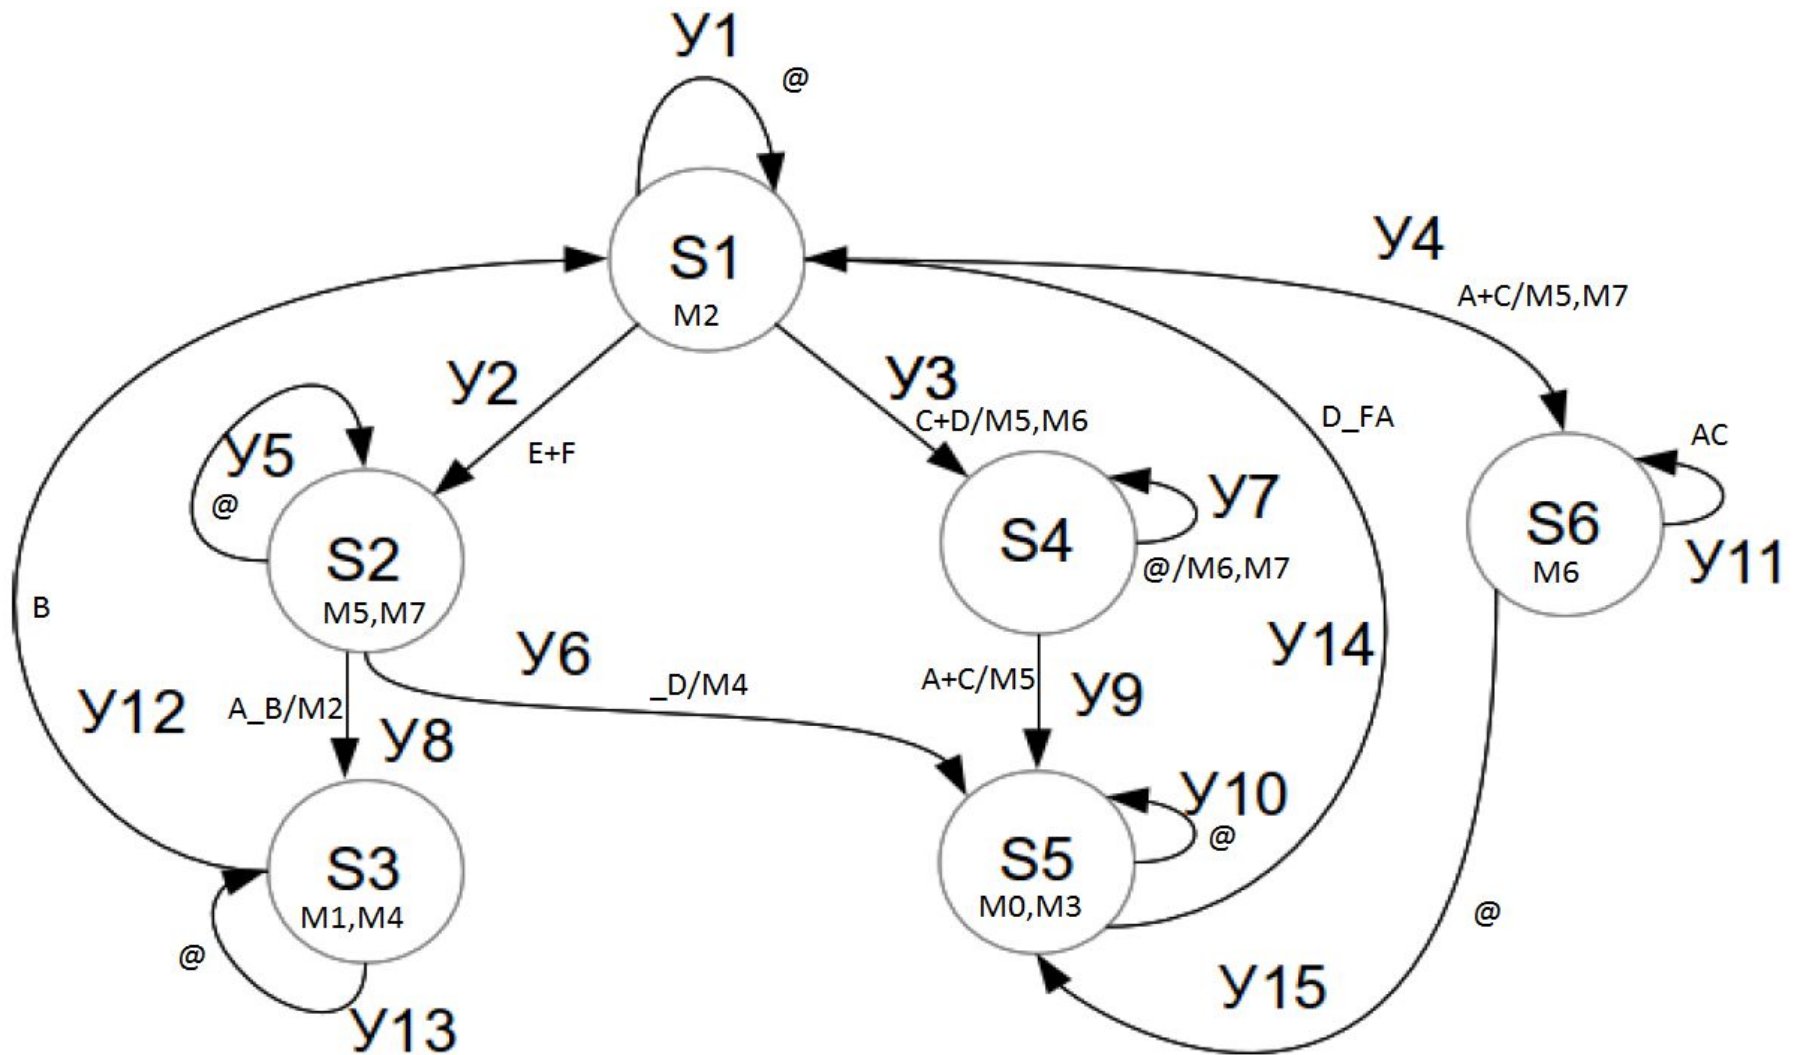 У1
@
S1
M2
У4
A+C/M5,M7
У2
E+F
У3
C+D/M5,M6
D_FA
AC
У5
@
S2
M5,M7
S4
У7
@/M6,M7
S6
M6
У11
B
У12
A_B/M2
У8
У6
_D/M4
A+C/M5
У9
У14
S3
M1,M4
@
У13
S5
M0,M3
У10
@
@
У15